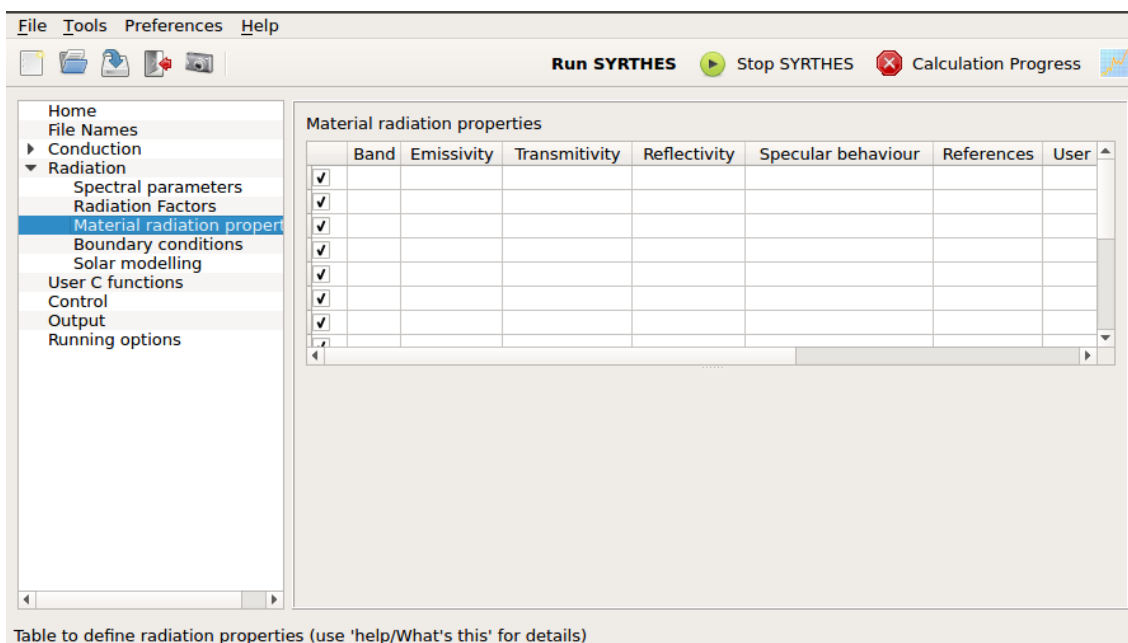 File Tools Preferences Help
Run SYRTHES Stop SYRTHES Calculation Progress
Home
File Names
Conduction
Radiation
Spectral parameters
Radiation Factors
Material radiation propert
Boundary conditions
Solar modelling
User C functions
Control
Output
Running options
Material radiation properties
Band Emissivity Transmitivity Reflectivity Specular behaviour References User
Table to define radiation properties (use 'help/What's this' for details)